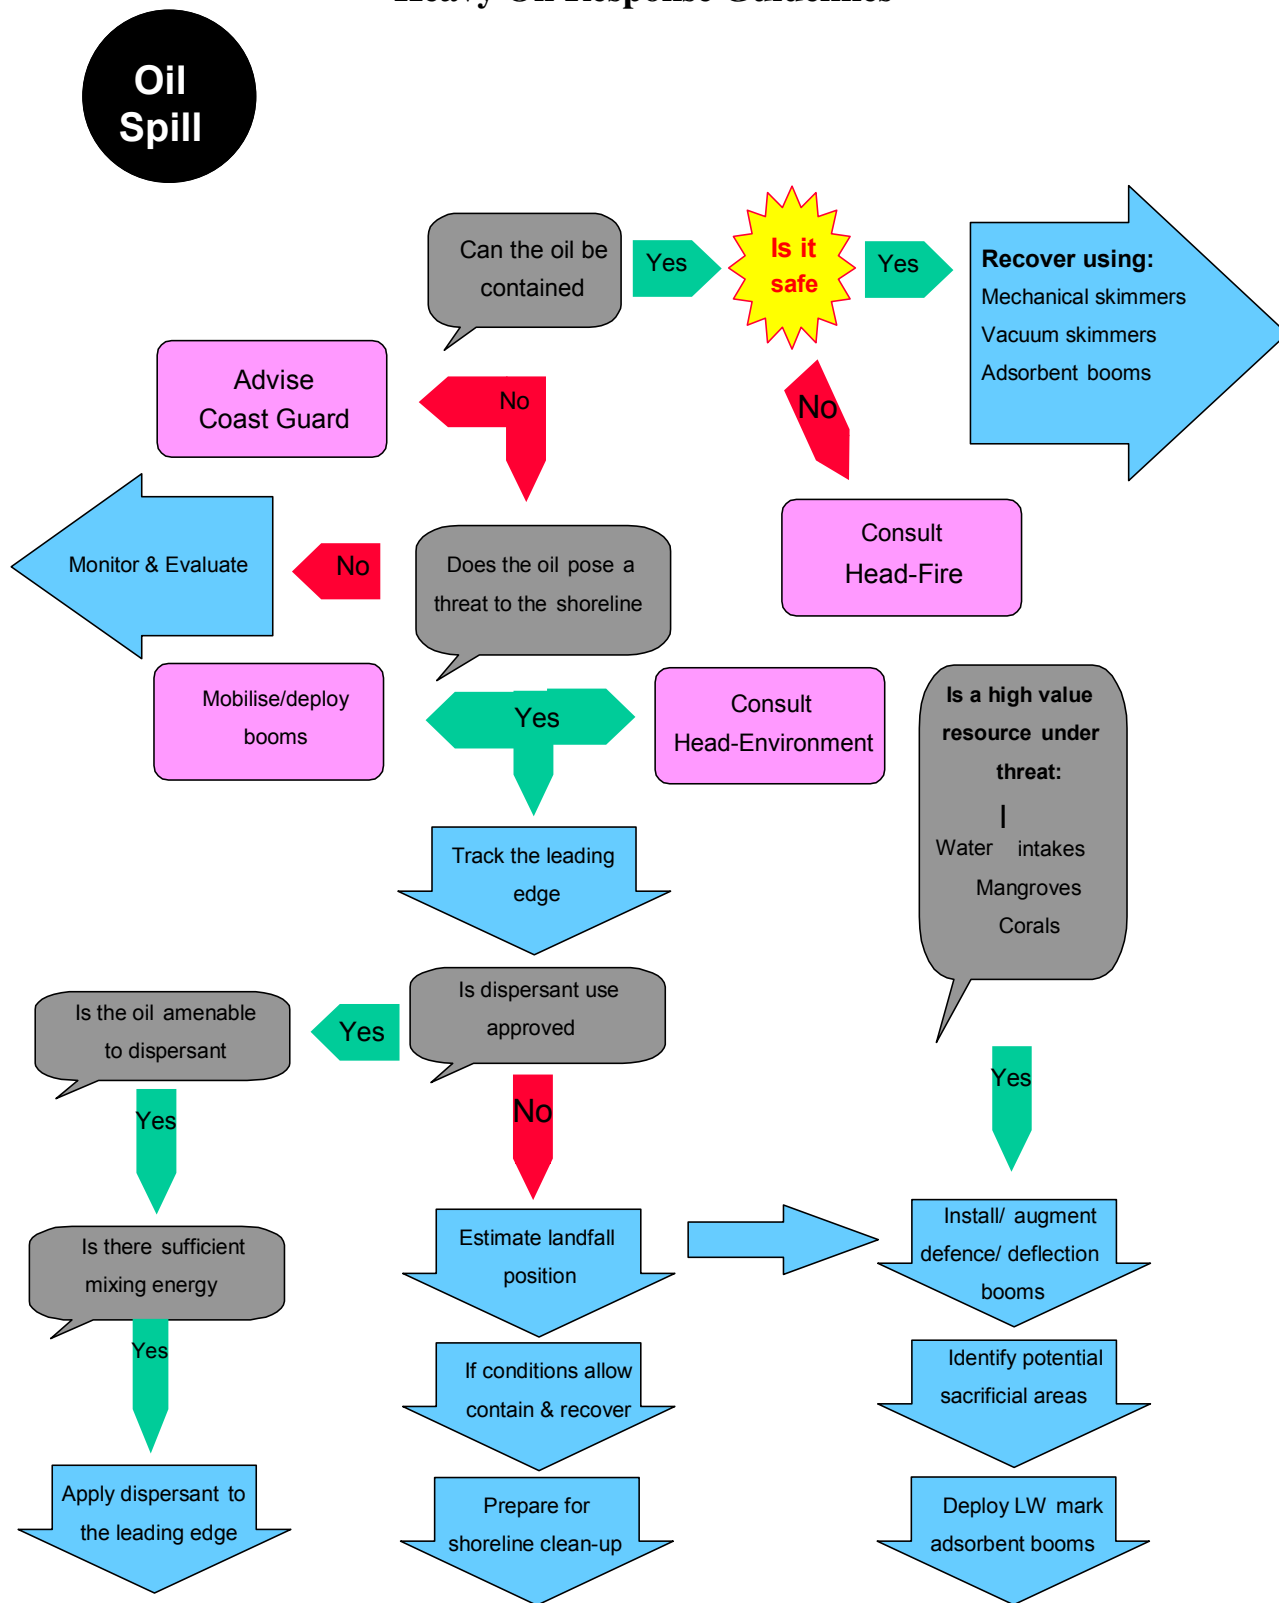 Heavy Oil Response Guidelines
Oil
Spill
Can the oil be
contained
Yes
Is it
safe
Yes
Recover using:
Mechanical skimmers
Vacuum skimmers
Adsorbent booms
Advise
Coast Guard
No
No
Consult
Head-Fire
Monitor & Evaluate
No
Does the oil pose a
threat to the shoreline
Mobilise/deploy
booms
Yes
Consult
Head-Environment
Is a high value
resource under
threat:
|
Water intakes
Mangroves
Corals
Track the leading
edge
Is the oil amenable
to dispersant
Yes
Is dispersant use
approved
Yes
No
Yes
Is there sufficient
mixing energy
Estimate landfall
position
Install/ augment
defence/ deflection
booms
Yes
If conditions allow
contain & recover
Identify potential
sacrificial areas
Apply dispersant to
the leading edge
Prepare for
shoreline clean-up
Deploy LW mark
adsorbent booms